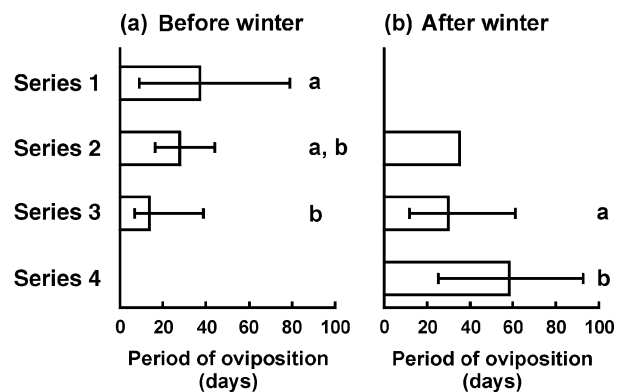 (a) Before winter
(b) After winter
Series 1
a
Series 2
a, b
Series 3
b
a
Series 4
b
0 20 40 60 80 100
0 20 40 60 80 100
Period of oviposition
(days)
Period of oviposition
(days)